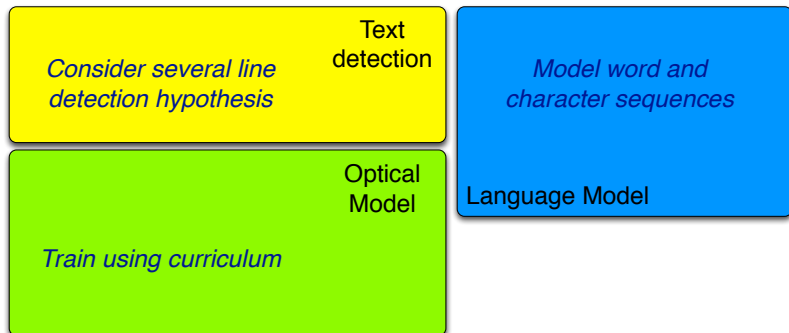 Text
detection
Consider several line
detection hypothesis
Model word and
character sequences
Language Model
Optical
Model
Train using curriculum